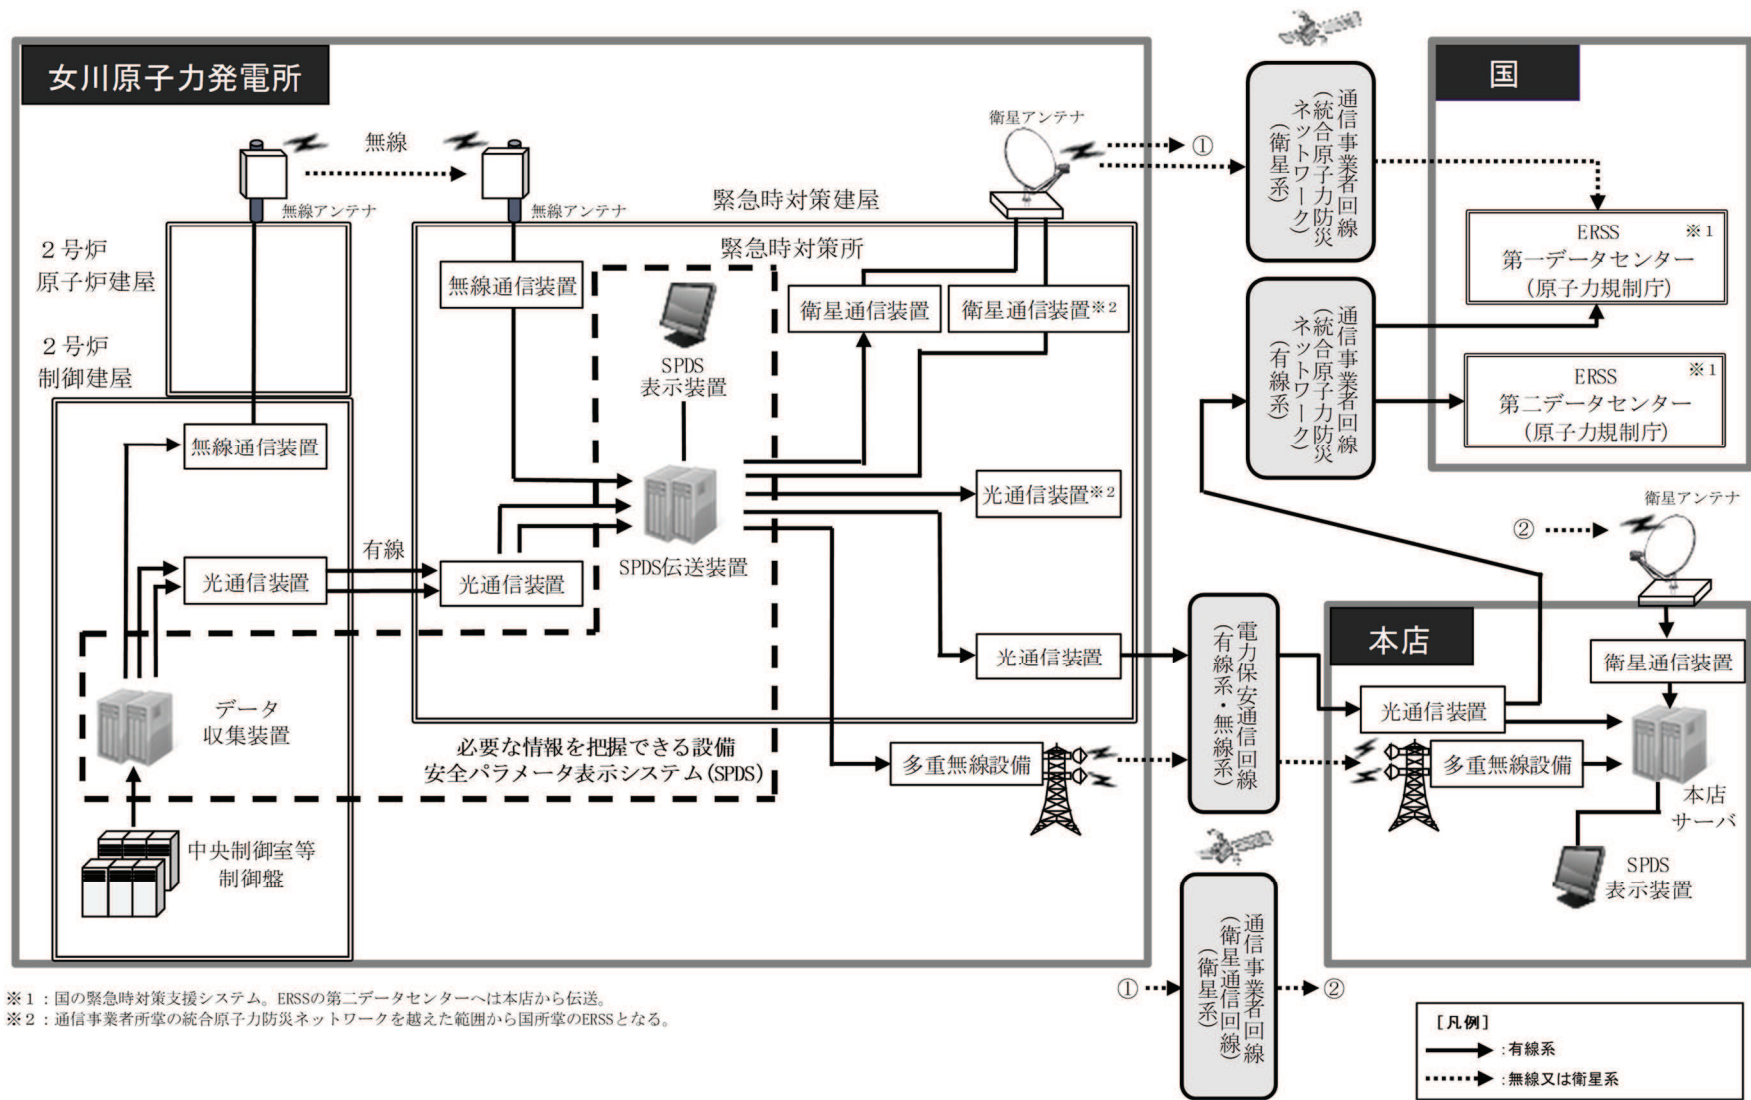 女川原子力発電所
無線
無線アンテナ
無線アンテナ
衛星アンテナ
①
緊急時対策建屋
緊急時対策所
2号炉
原子炉建屋
2号炉
制御建屋
無線通信装置
無線通信装置
SPDS
表示装置
衛星通信装置
衛星通信装置※2
光通信装置※2
SPDS伝送装置
有線
光通信装置
光通信装置
光通信装置
データ
収集装置
必要な情報を把握できる設備
安全パラメータ表示システム(SPDS)
多重無線設備
中央制御室等
制御盤
通信事業者回線
(統合原子力防災
ネットワーク)
(衛星系)
通信事業者回線
(統合原子力防災
ネットワーク)
(有線系)
電力保安通信回線
(有線系・無線系)
①
通信事業者回線
(衛星通信回線)
(衛星系)
②
国
ERSS ※1
第一データセンター
(原子力規制庁)
ERSS ※1
第二データセンター
(原子力規制庁)
②
衛星アンテナ
本店
衛星通信装置
光通信装置
多重無線設備
本店
サーバ
SPDS
表示装置
※1：国の緊急時対策支援システム。ERSSの第二データセンターへは本店から伝送。
※2：通信事業者所掌の統合原子力防災ネットワークを越えた範囲から国所掌のERSSとなる。
[凡例]
:有線系
:無線又は衛星系